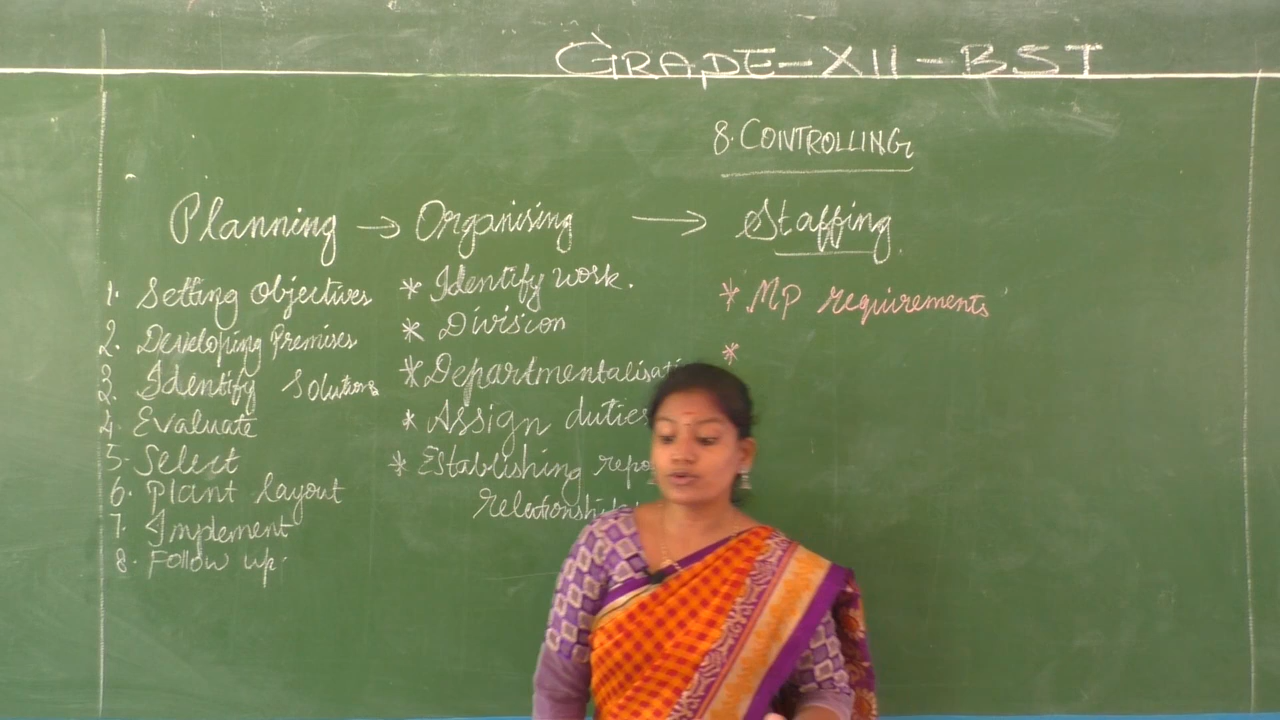 GRADE-XII-BST
8. CONTROLLING
Planning → Organising → Staffing
1. Setting Objectives
2. Developing Premises
3. Identify Solutions
4. Evaluate
5. Select
6. Plant layout
7. Implement
8. Follow up.
* Identify work.
* Division
* Departmentalisati
* Assign duties
* Establishing repo
relationshi
* MP requirements
*